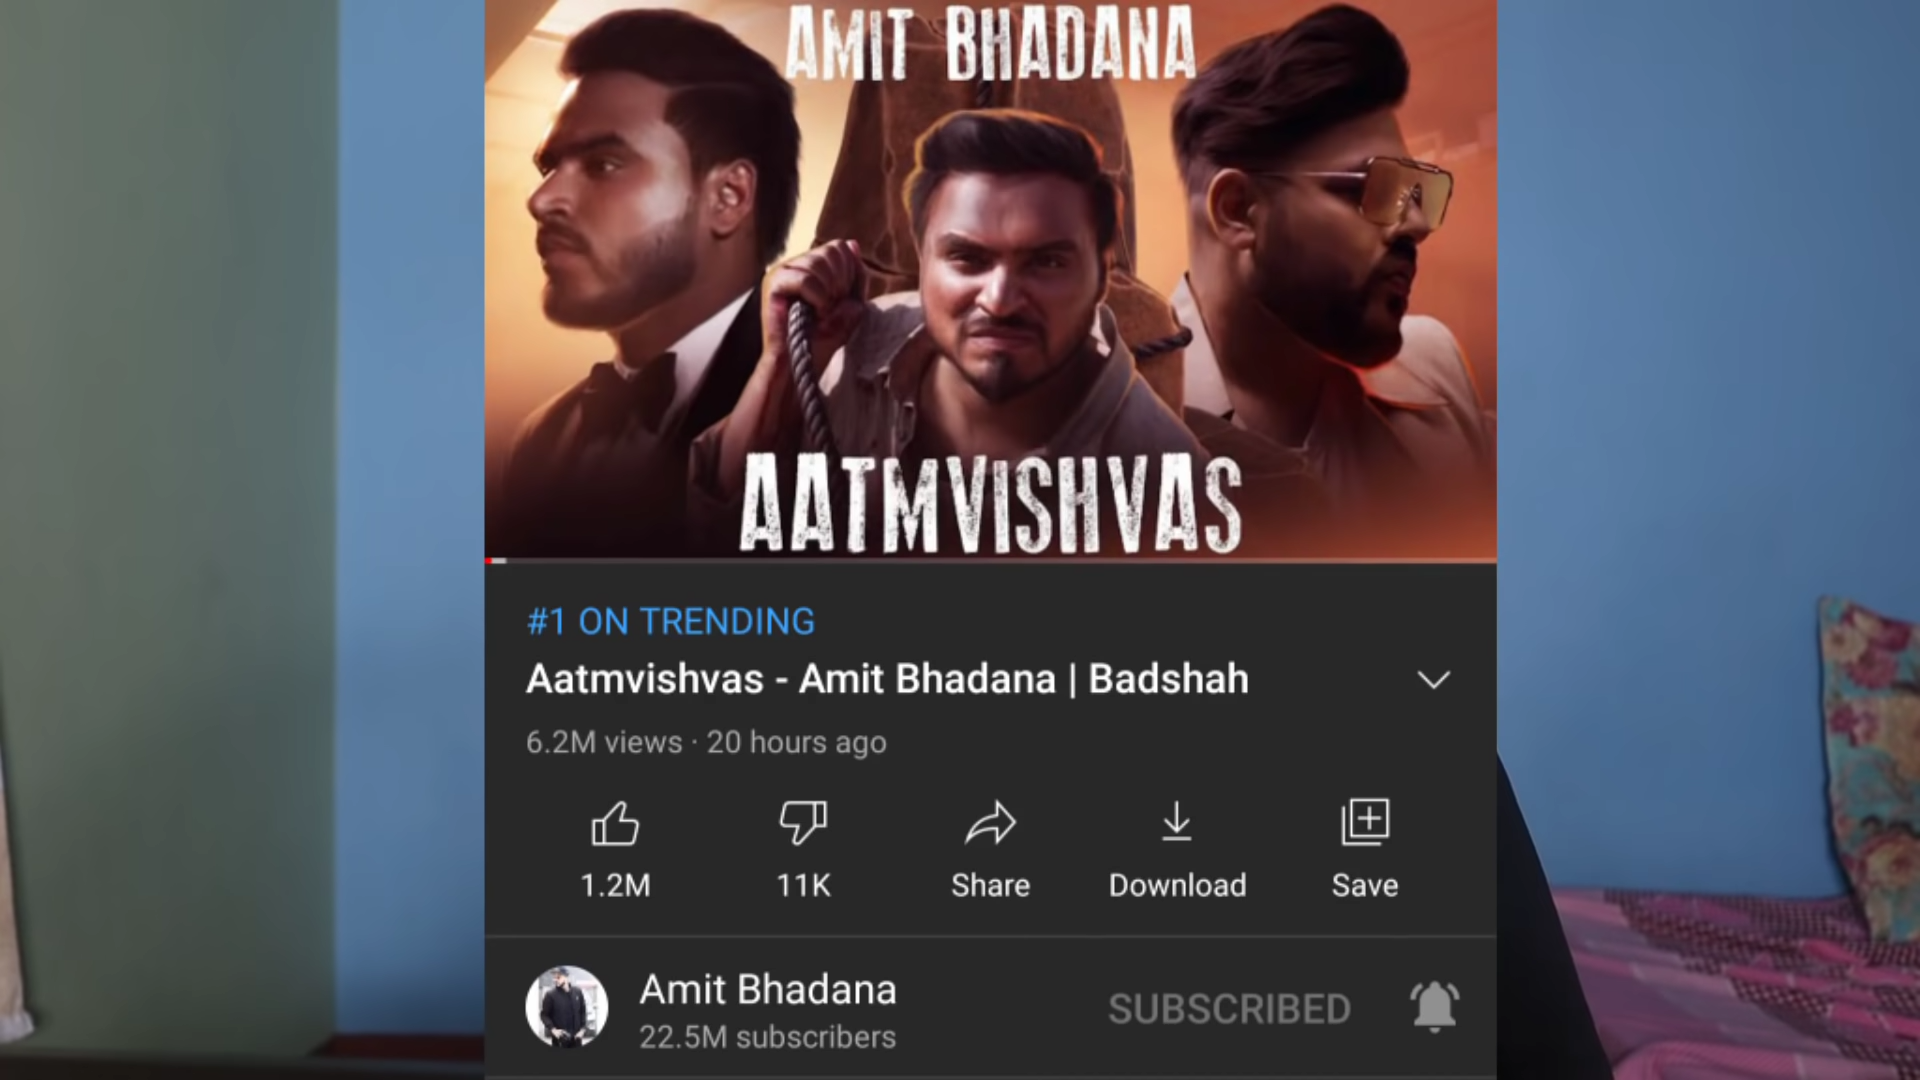 AMIT BHADANA
AATMVISHVAS
#1 ON TRENDING
Aatmvishvas - Amit Bhadana | Badshah
6.2M views · 20 hours ago
1.2M
11K
Share
Download
Save
Amit Bhadana
22.5M subscribers
SUBSCRIBED